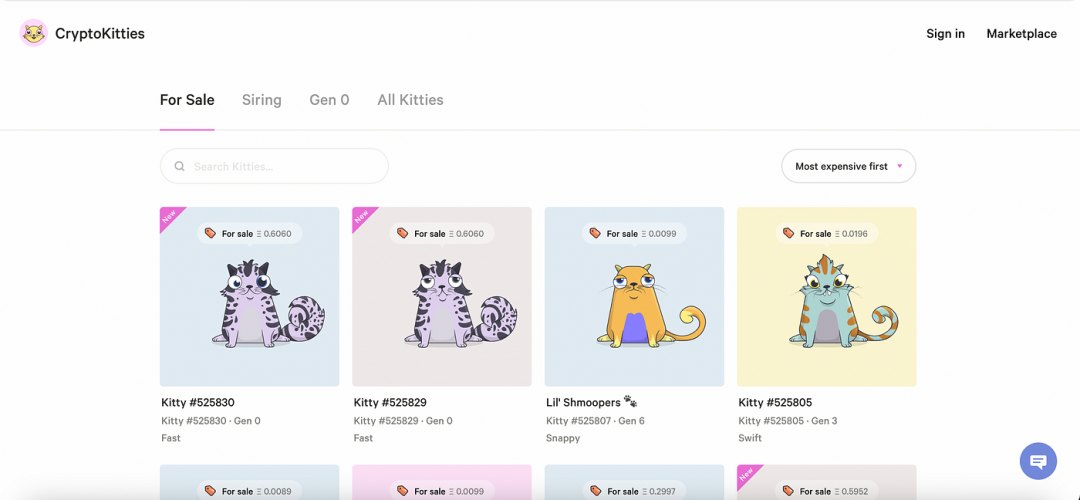 CryptoKitties
Sign in Marketplace
For Sale Siring Gen 0 All Kitties
Search Kitties...
Most expensive first
New
For sale Ξ 0.6060
New
For sale Ξ 0.6060
For sale Ξ 0.0099
For sale Ξ 0.0196
Kitty #525830
Kitty #525830 · Gen 0
Fast
Kitty #525829
Kitty #525829 · Gen 0
Fast
Lil' Shmoopers 🐾
Kitty #525807 · Gen 6
Snappy
Kitty #525805
Kitty #525805 · Gen 3
Swift
For sale Ξ 0.0089
For sale Ξ 0.0099
For sale Ξ 0.2997
New
For sale Ξ 0.5952